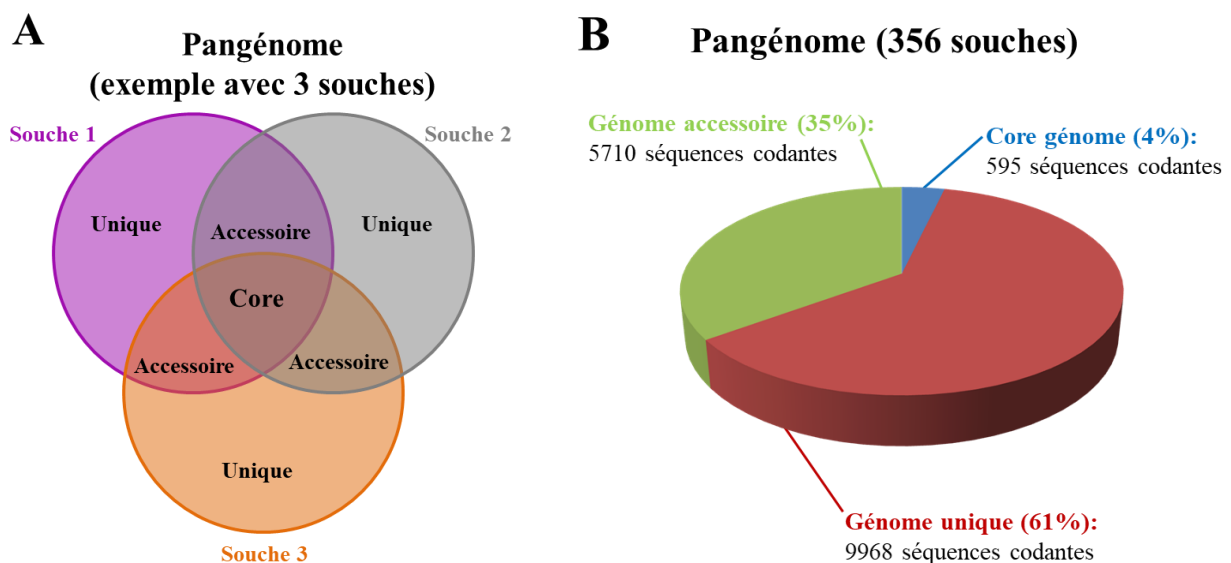 A
Pangénome
(exemple avec 3 souches)
Souche 1
Souche 2
Unique
Accessoire
Unique
Core
Accessoire
Accessoire
Unique
Souche 3
B
Pangénome (356 souches)
Génome accessoire (35%):
5710 séquences codantes
Core génome (4%):
595 séquences codantes
Génome unique (61%):
9968 séquences codantes